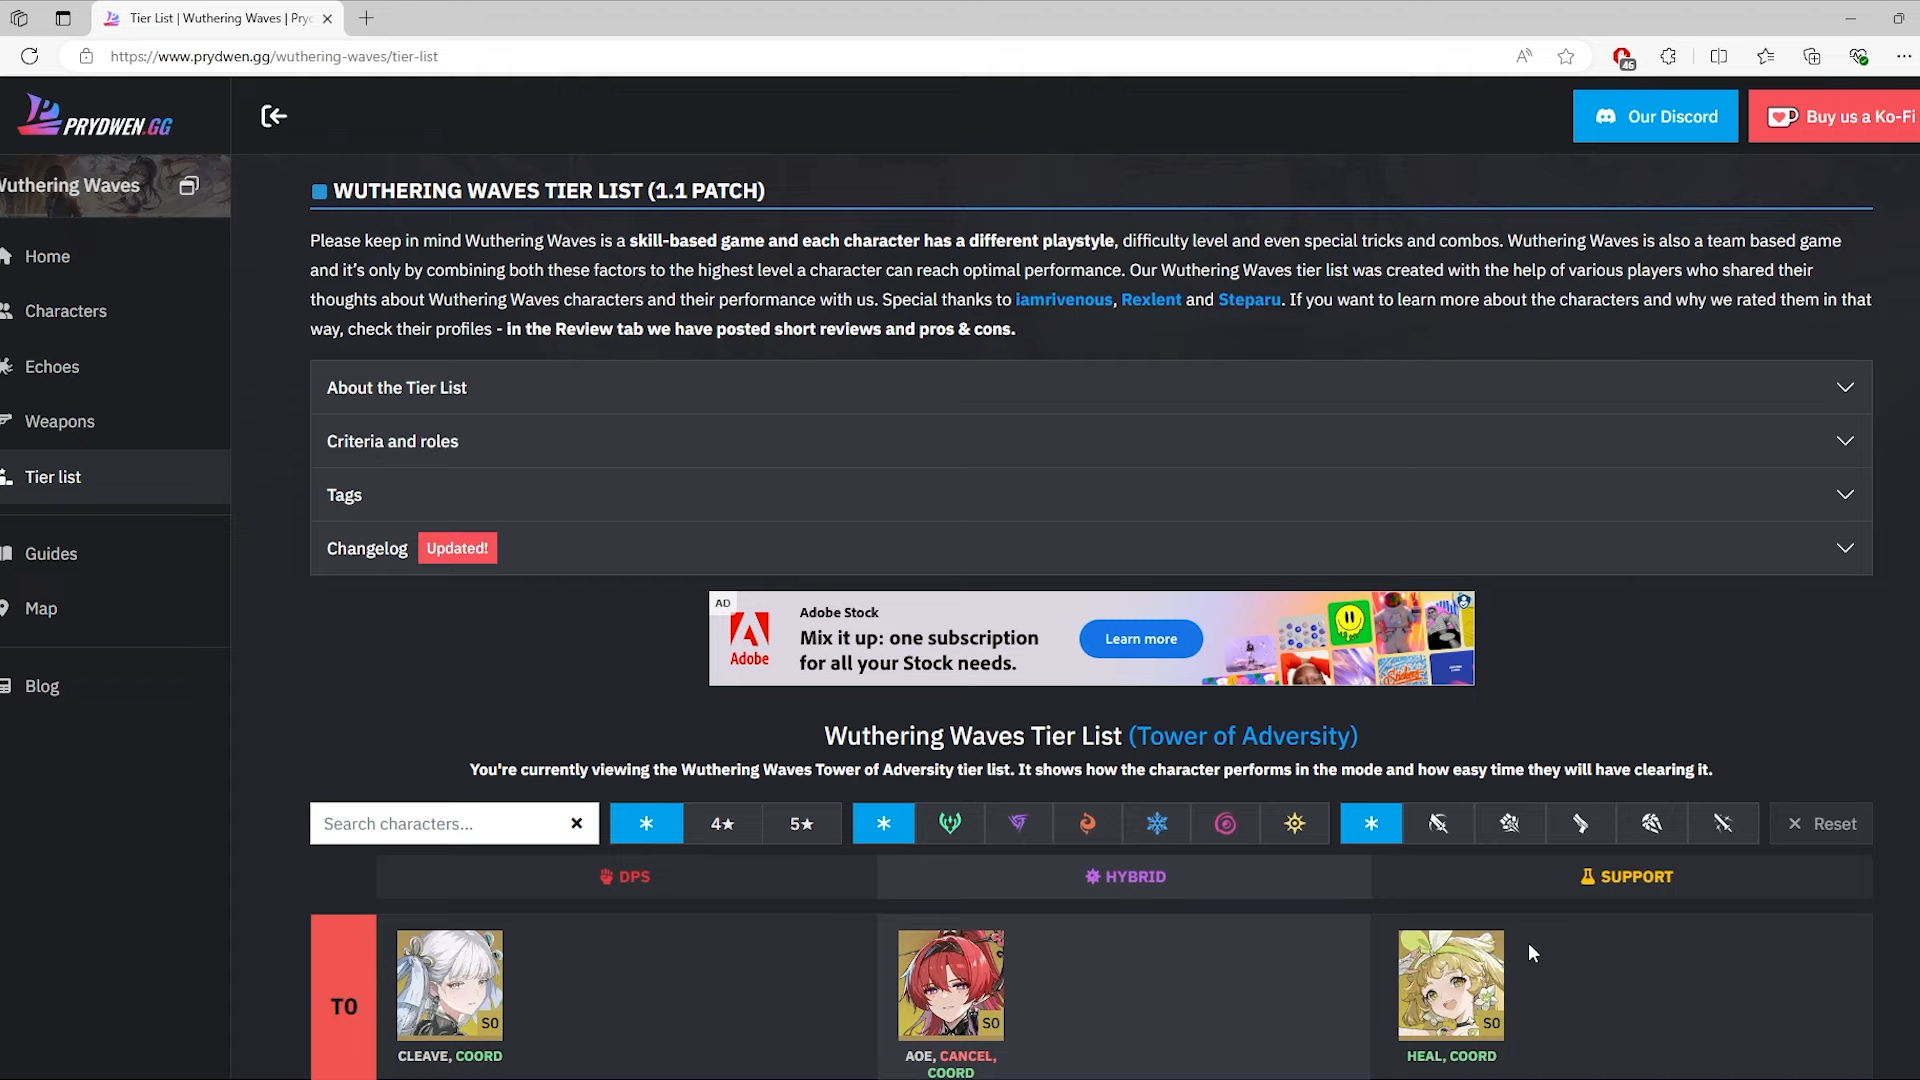 Tier List | Wuthering Waves | Pry
https://www.prydwen.gg/wuthering-waves/tier-list
46
PRYDWEN.GG
Our Discord
Buy us a Ko-Fi
Wuthering Waves
Home
Characters
Echoes
Weapons
Tier list
Guides
Map
Blog
WUTHERING WAVES TIER LIST (1.1 PATCH)
Please keep in mind Wuthering Waves is a skill-based game and each character has a different playstyle, difficulty level and even special tricks and combos. Wuthering Waves is also a team based game
and it's only by combining both these factors to the highest level a character can reach optimal performance. Our Wuthering Waves tier list was created with the help of various players who shared their
thoughts about Wuthering Waves characters and their performance with us. Special thanks to iamrivenous, Rexlent and Steparu. If you want to learn more about the characters and why we rated them in that
way, check their profiles - in the Review tab we have posted short reviews and pros & cons.
About the Tier List
Criteria and roles
Tags
Changelog Updated!
AD
Adobe
Adobe Stock
Mix it up: one subscription
for all your Stock needs.
Learn more
Wuthering Waves Tier List (Tower of Adversity)
You're currently viewing the Wuthering Waves Tower of Adversity tier list. It shows how the character performs in the mode and how easy time they will have clearing it.
Search characters...
4★ 5★
Reset
DPS
HYBRID
SUPPORT
T0
S0
CLEAVE, COORD
S0
AOE, CANCEL,
COORD
S0
HEAL, COORD